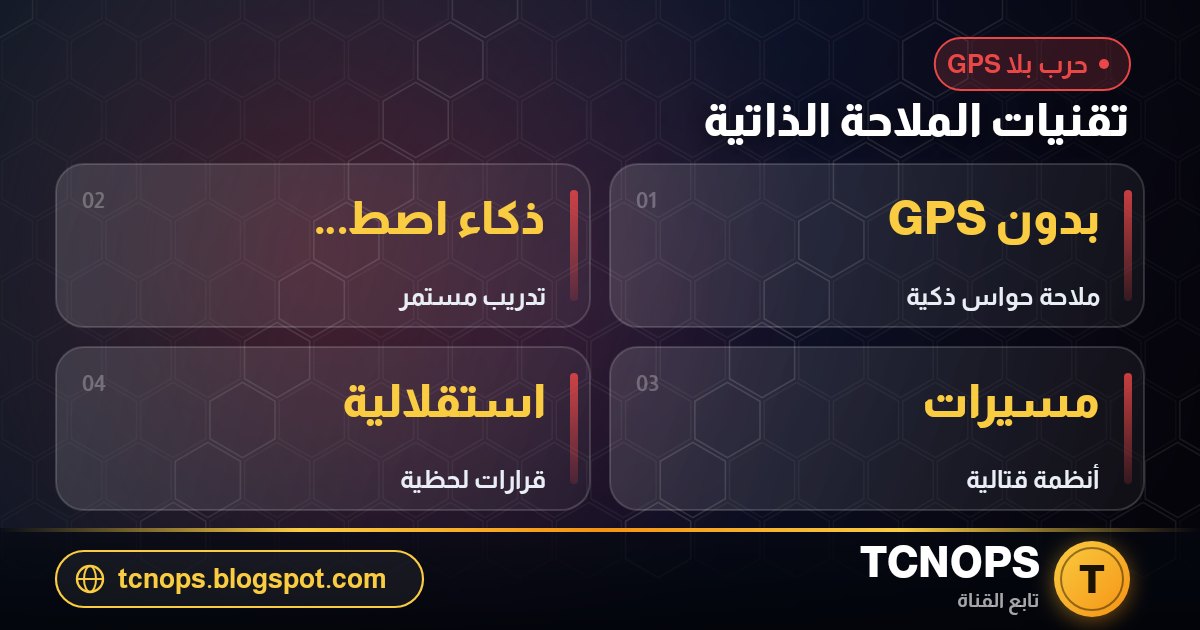 • حرب بلا GPS
تقنيات الملاحة الذاتية
01
بدون GPS
ملاحة حواس ذكية
02
ذكاء اصط...
تدريب مستمر
03
مسيرات
أنظمة قتالية
04
استقلالية
قرارات لحظية
T
TCNOPS
تابع القناة
tcnops.blogspot.com